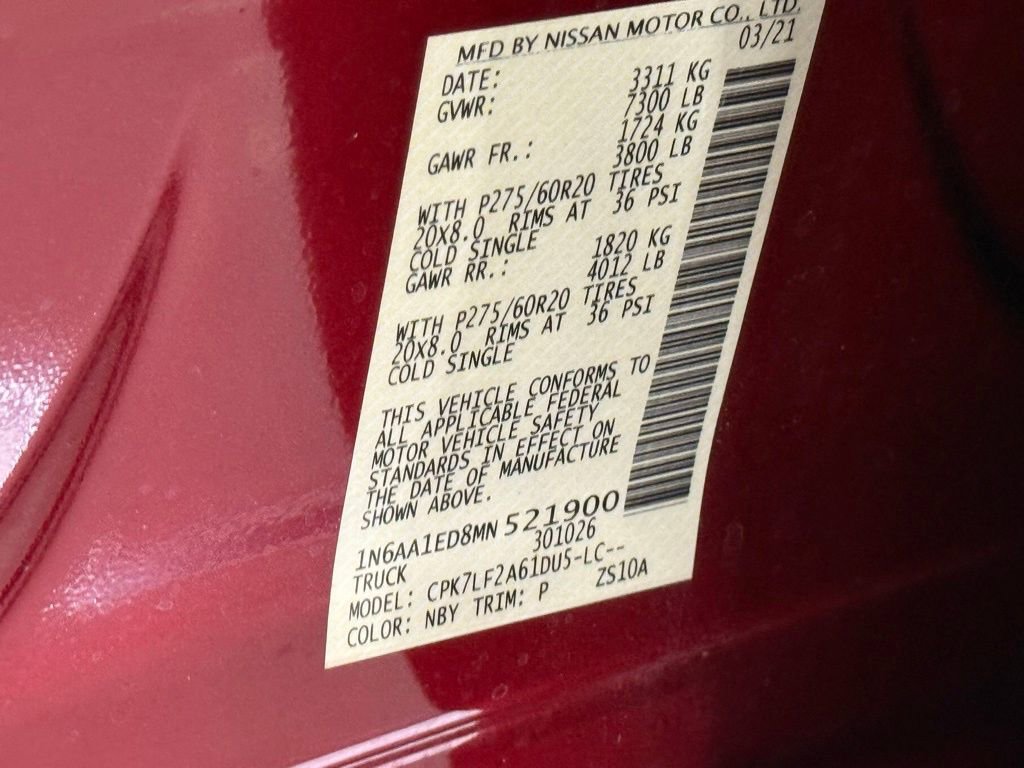 MFD BY NISSAN MOTOR CO., LTD.
DATE: 03/21
GVWR: 3311 KG
7300 LB
GAWR FR.: 1724 KG
3800 LB
WITH P275/60R20 TIRES
20X8.0 RIMS AT 36 PSI
COLD SINGLE
GAWR RR.: 1820 KG
4012 LB
WITH P275/60R20 TIRES
20X8.0 RIMS AT 36 PSI
COLD SINGLE
THIS VEHICLE CONFORMS TO
ALL APPLICABLE FEDERAL
MOTOR VEHICLE SAFETY
STANDARDS IN EFFECT ON
THE DATE OF MANUFACTURE
SHOWN ABOVE.
1N6AA1ED8MN 521900
TRUCK 301026
MODEL: CPK7LF2A61DU5-LC--
COLOR: NBY TRIM: P ZS10A